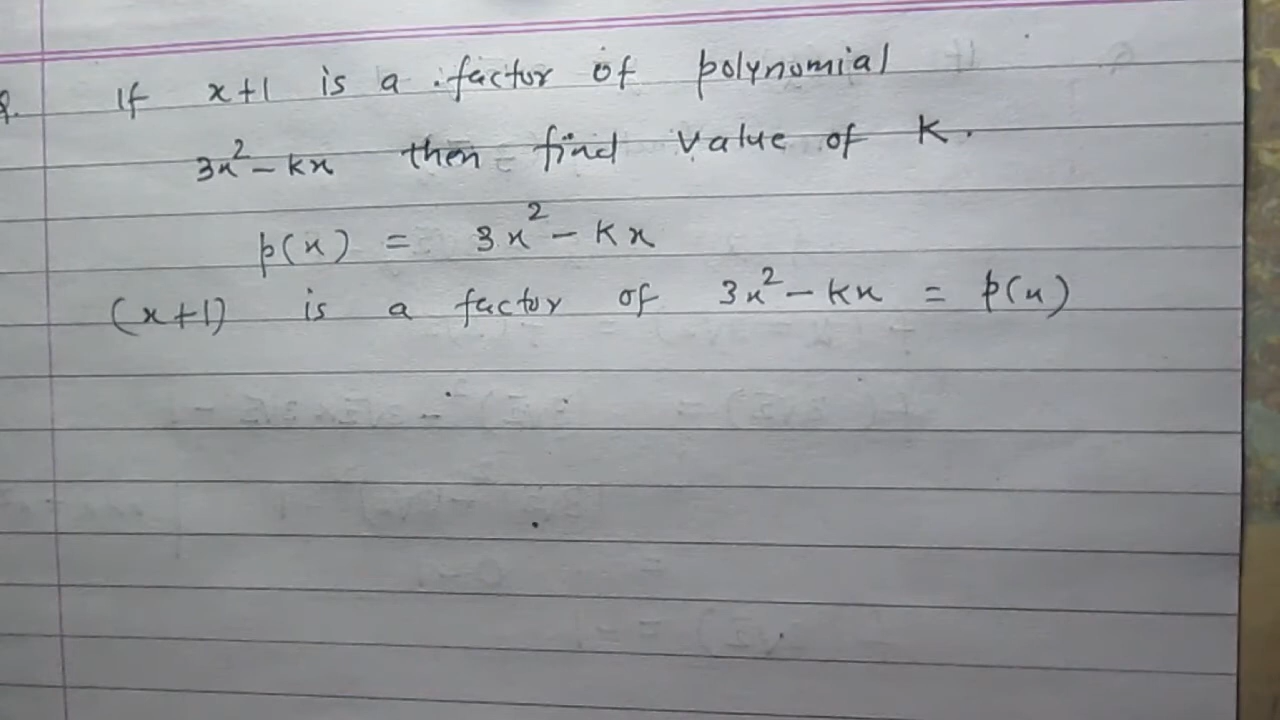 If x+1 is a factor of polynomial
3x² - kx then find value of K.
p(x) = 3x² - Kx
(x+1) is a factor of 3x² - kx = p(x)